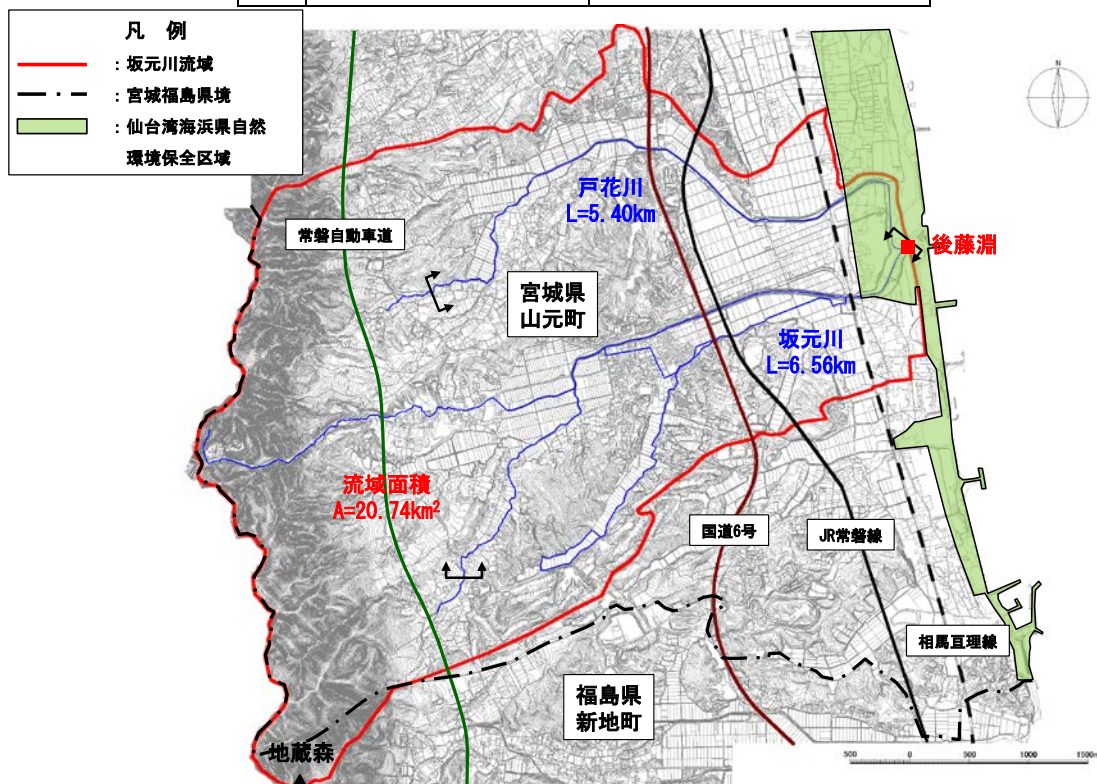 凡 例
：坂元川流域
：宮城福島県境
：仙台湾海浜県自然
環境保全区域
N
戸花川
L=5.40km
常磐自動車道
後藤淵
宮城県
山元町
坂元川
L=6.56km
流域面積
A=20.74km²
国道6号
JR常磐線
相馬亘理線
福島県
新地町
地蔵森
500 0 500 1000 1500m